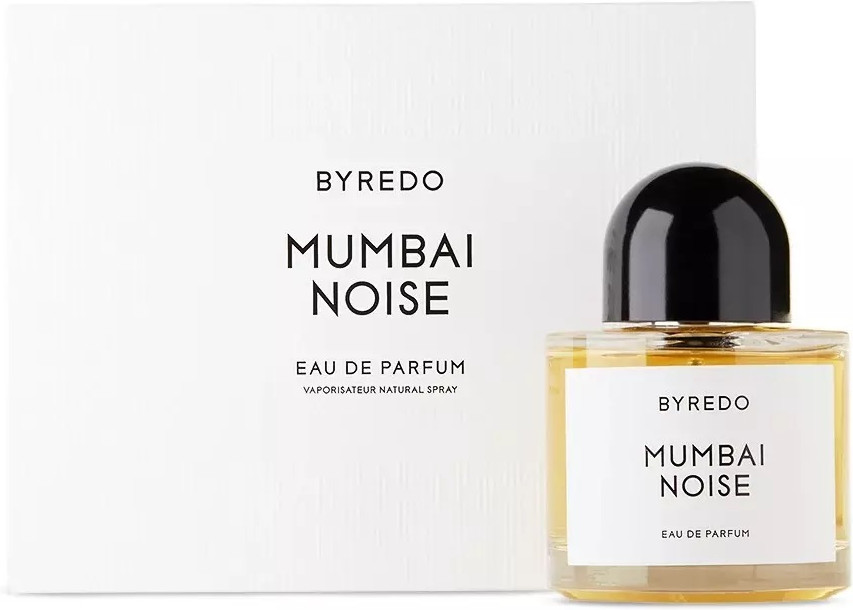 BYREDO
MUMBAI
NOISE
EAU DE PARFUM
VAPORISATEUR NATURAL SPRAY
BYREDO
MUMBAI
NOISE
EAU DE PARFUM